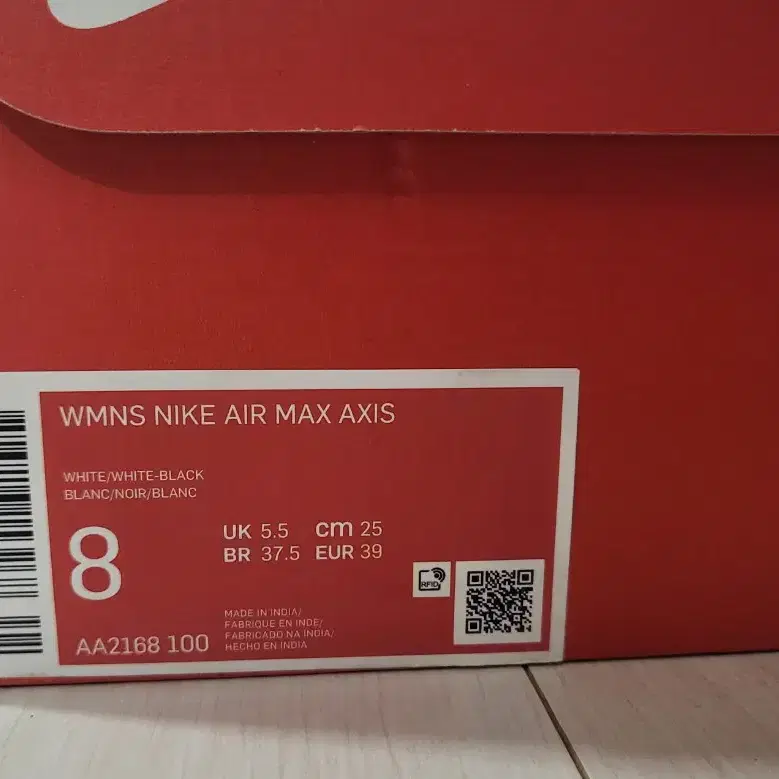 WMNS NIKE AIR MAX AXIS
WHITE/WHITE-BLACK
BLANC/NOIR/BLANC
8
UK 5.5 cm 25
BR 37.5 EUR 39
RFID
AA2168 100
MADE IN INDIA/
FABRIQUE EN INDE/
FABRICADO NA INDIA/
HECHO EN INDIA